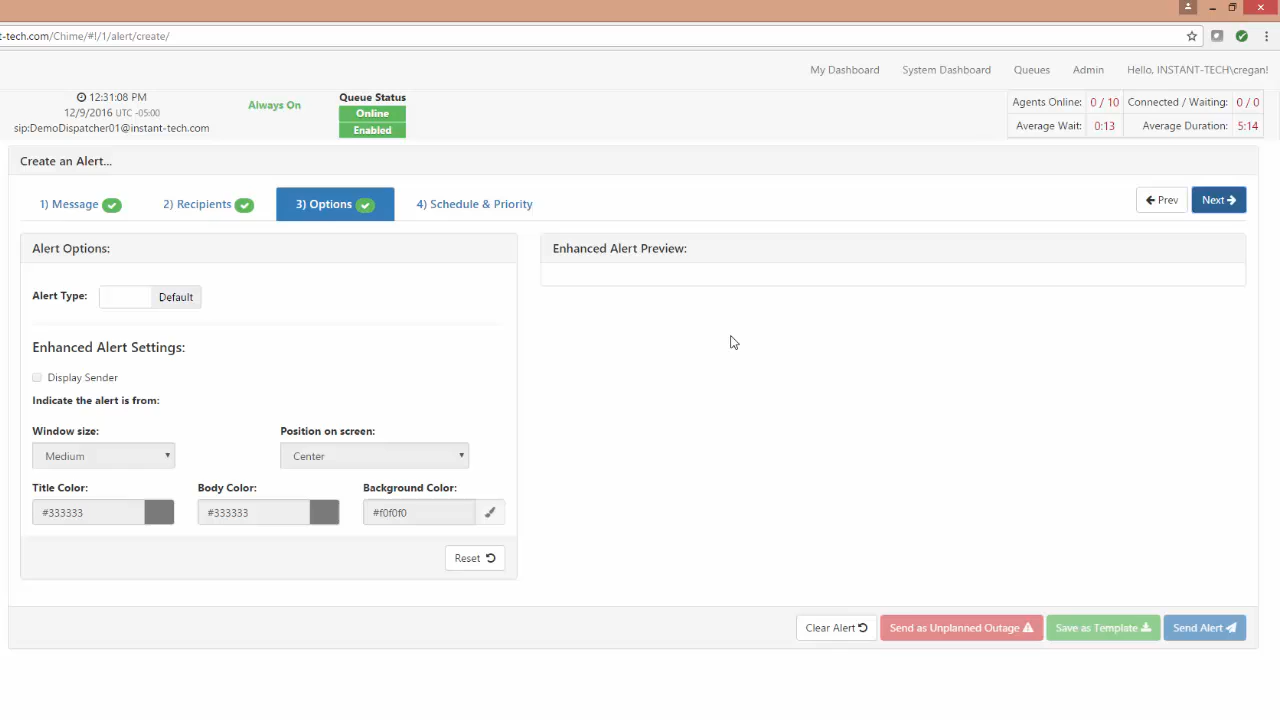 t-tech.com/Chime/#!/1/alert/create/
My Dashboard System Dashboard Queues Admin Hello, INSTANT-TECH\cregan!
12:31:08 PM
12/9/2016 UTC -05:00
sip:DemoDispatcher01@instant-tech.com
Always On
Queue Status
Online
Enabled
Agents Online: 0 / 10 Connected / Waiting: 0 / 0
Average Wait: 0:13 Average Duration: 5:14
Create an Alert...
1) Message 2) Recipients 3) Options 4) Schedule & Priority Prev Next
Alert Options:
Alert Type: Default
Enhanced Alert Settings:
Display Sender
Indicate the alert is from:
Window size: Position on screen:
Medium Center
Title Color: Body Color: Background Color:
#333333 #333333 #f0f0f0
Reset
Enhanced Alert Preview:
Clear Alert Send as Unplanned Outage Save as Template Send Alert